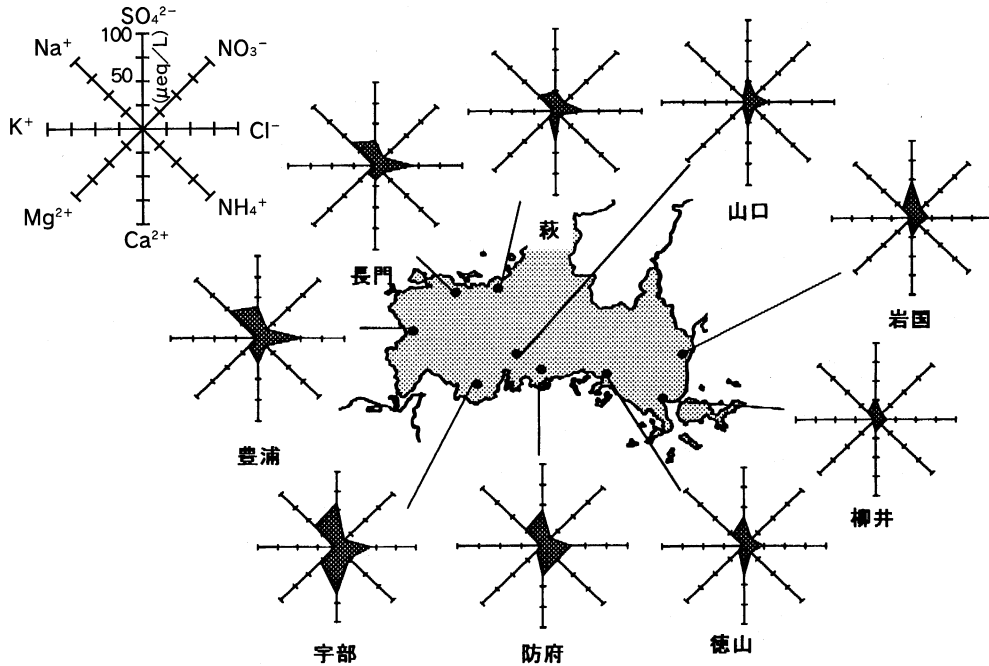 SO₄²⁻
100
Na⁺
NO₃⁻
50
(μeq/L)
K⁺
Cl⁻
Mg²⁺
NH₄⁺
Ca²⁺
山口
萩
長門
岩国
豊浦
柳井
宇部
防府
徳山